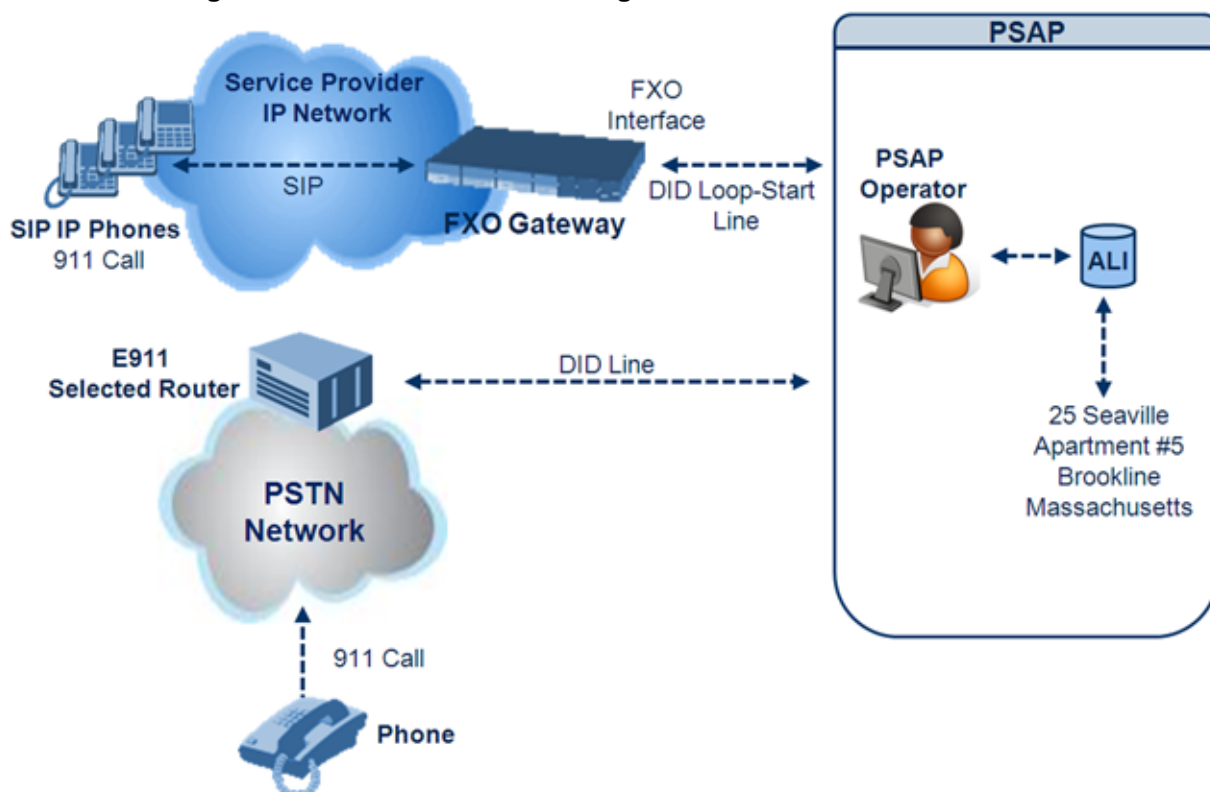 PSAP
Service Provider
IP Network
FXO
Interface
SIP
DID Loop-Start
Line
FXO Gateway
SIP IP Phones
911 Call
PSAP
Operator
ALI
E911
Selected Router
DID Line
25 Seaville
Apartment #5
Brookline
Massachusetts
PSTN
Network
911 Call
Phone